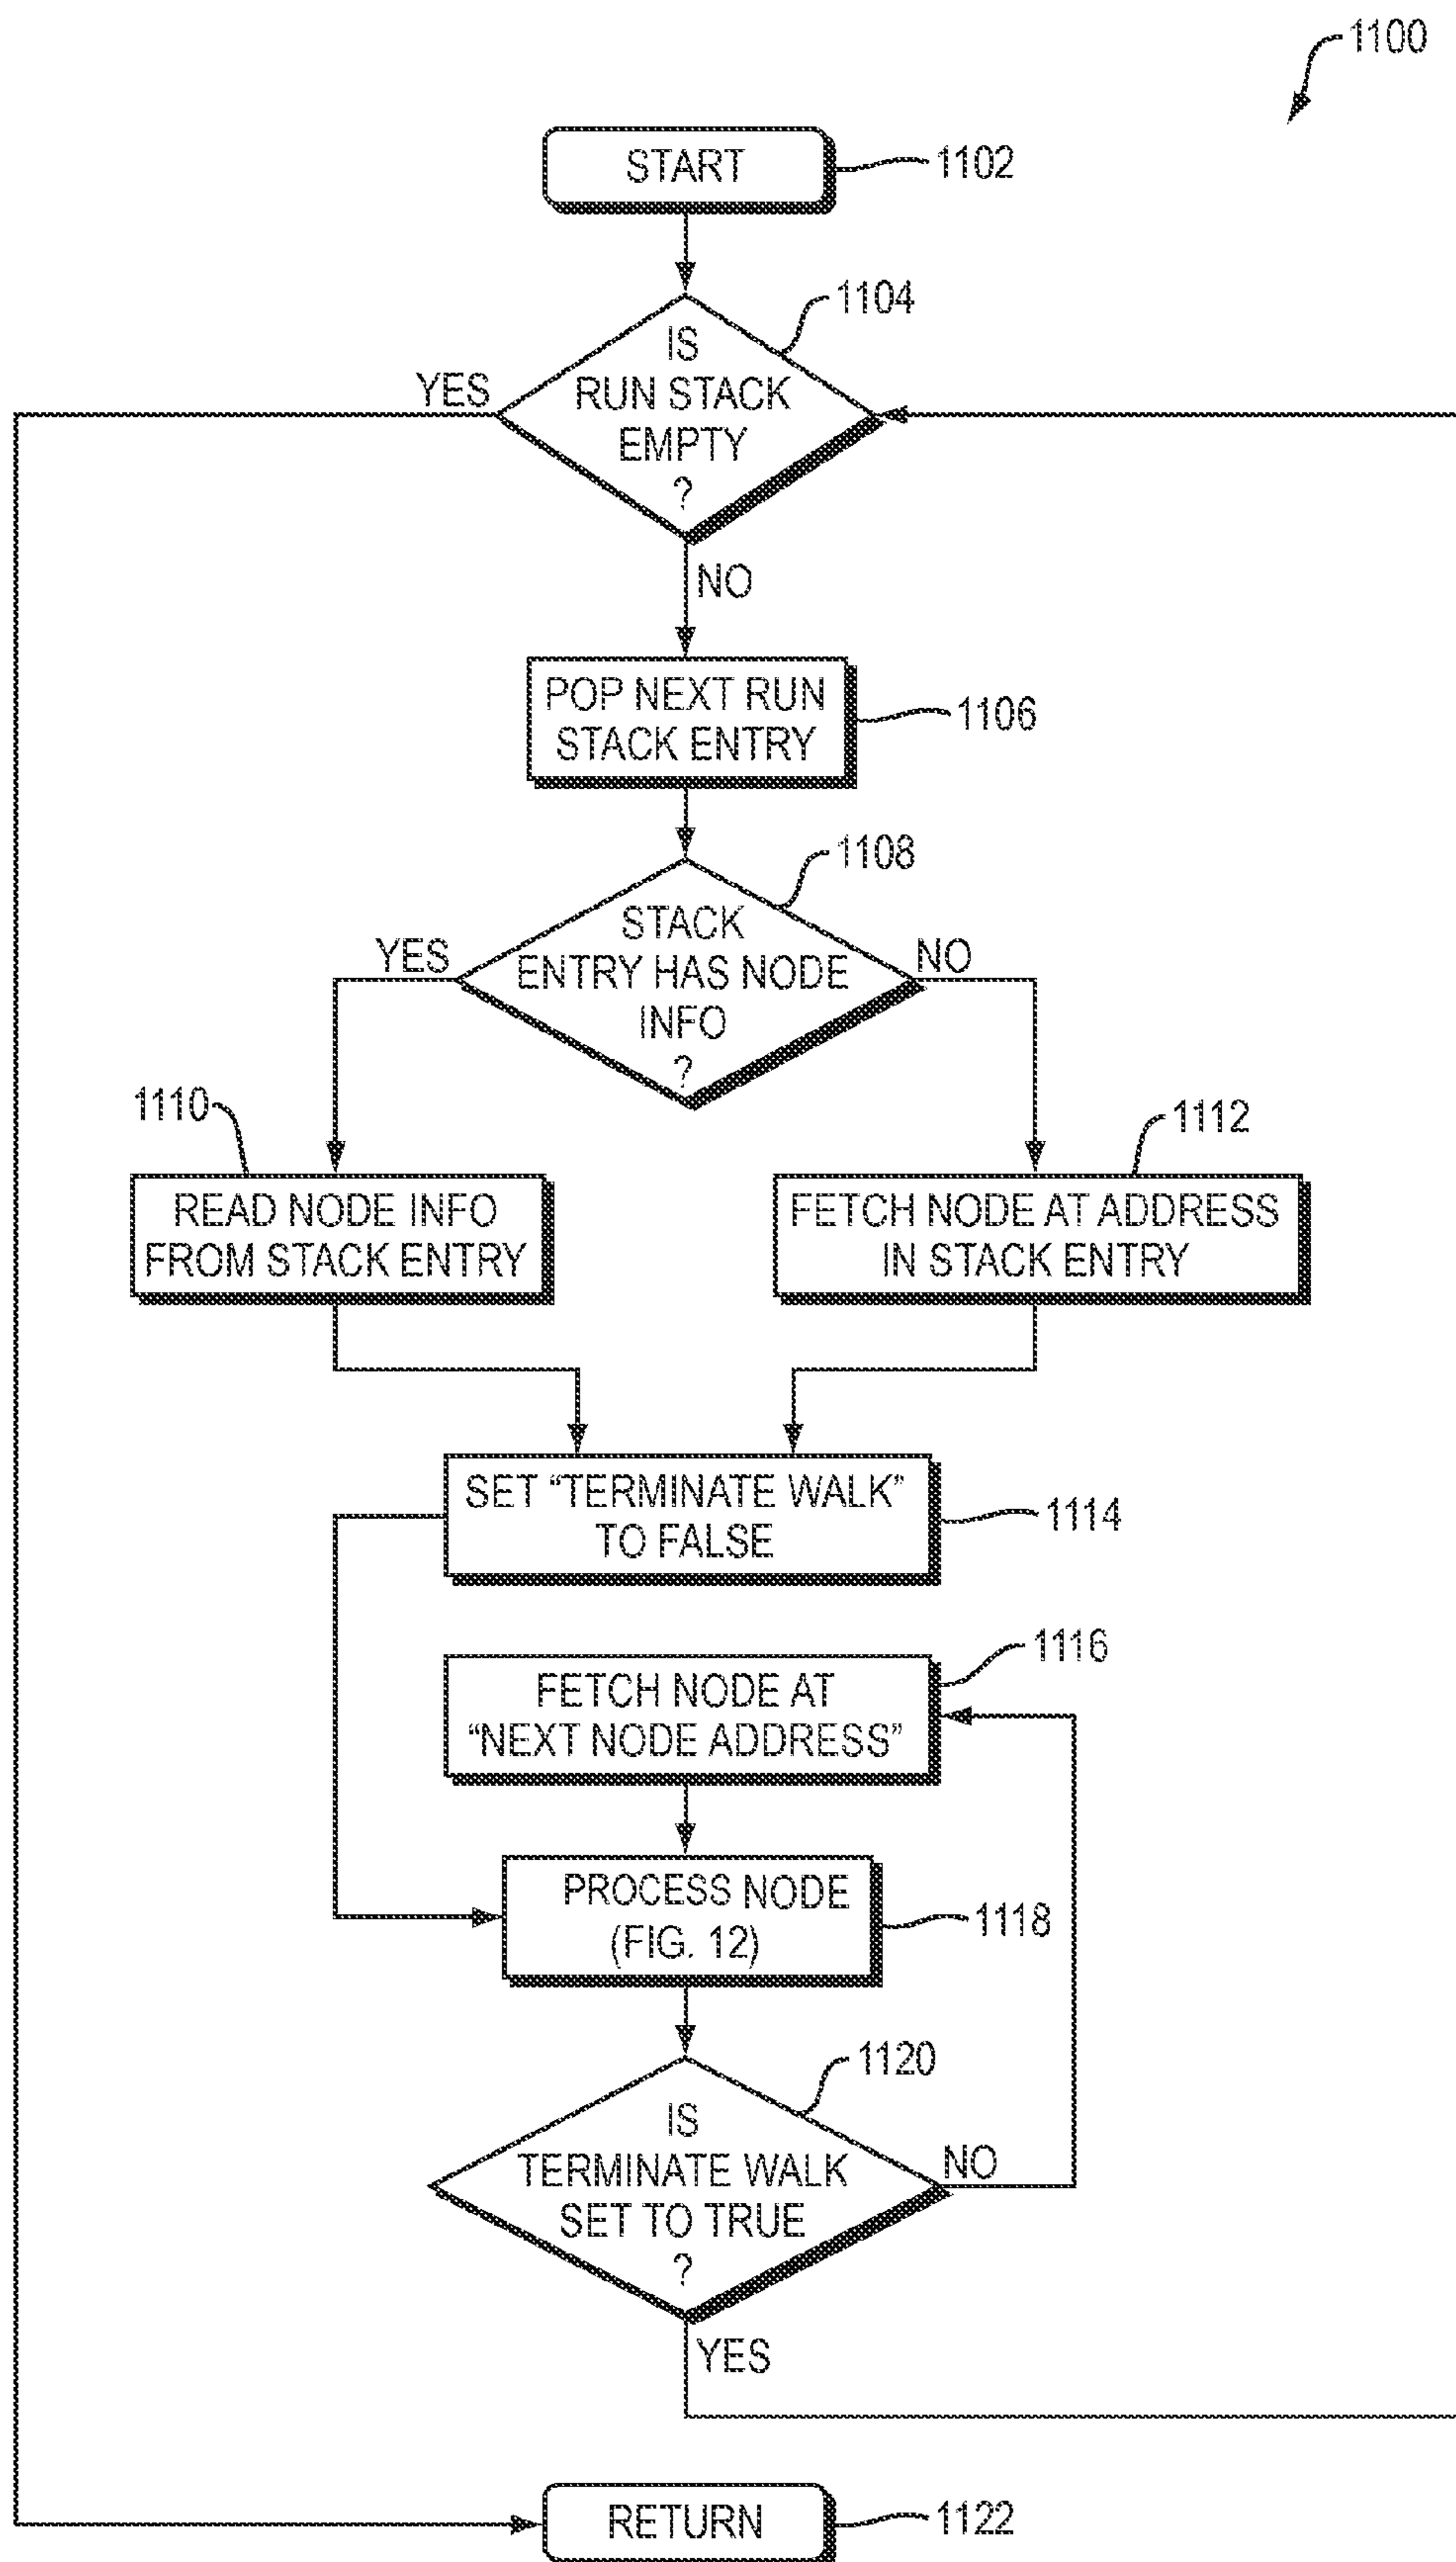 1100
START
1102
1104
IS
RUN STACK
EMPTY
?
YES
NO
POP NEXT RUN
STACK ENTRY
1106
1108
STACK
ENTRY HAS NODE
INFO
?
YES
NO
1110
1112
READ NODE INFO
FROM STACK ENTRY
FETCH NODE AT ADDRESS
IN STACK ENTRY
SET “TERMINATE WALK”
TO FALSE
1114
1116
FETCH NODE AT
“NEXT NODE ADDRESS”
PROCESS NODE
(FIG. 12)
1118
1120
IS
TERMINATE WALK
SET TO TRUE
?
NO
YES
RETURN
1122